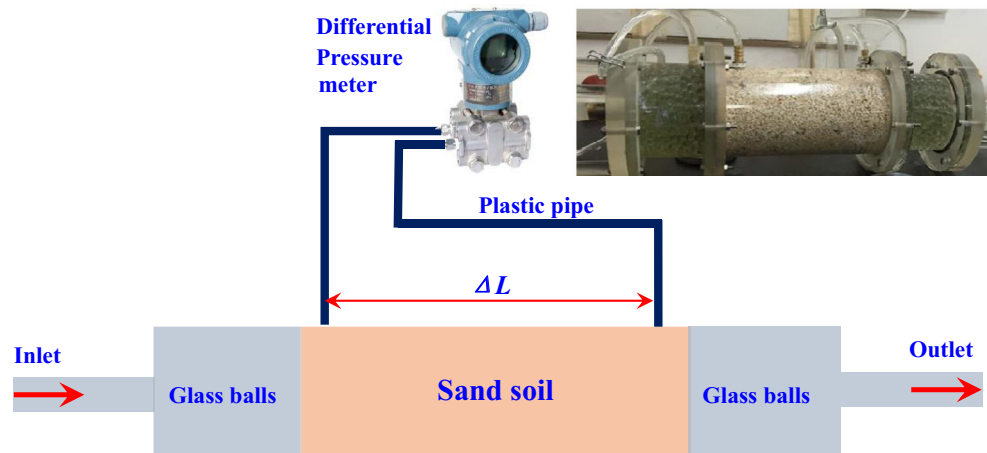 Differential
Pressure
meter
Plastic pipe
ΔL
Inlet
Outlet
Glass balls
Sand soil
Glass balls